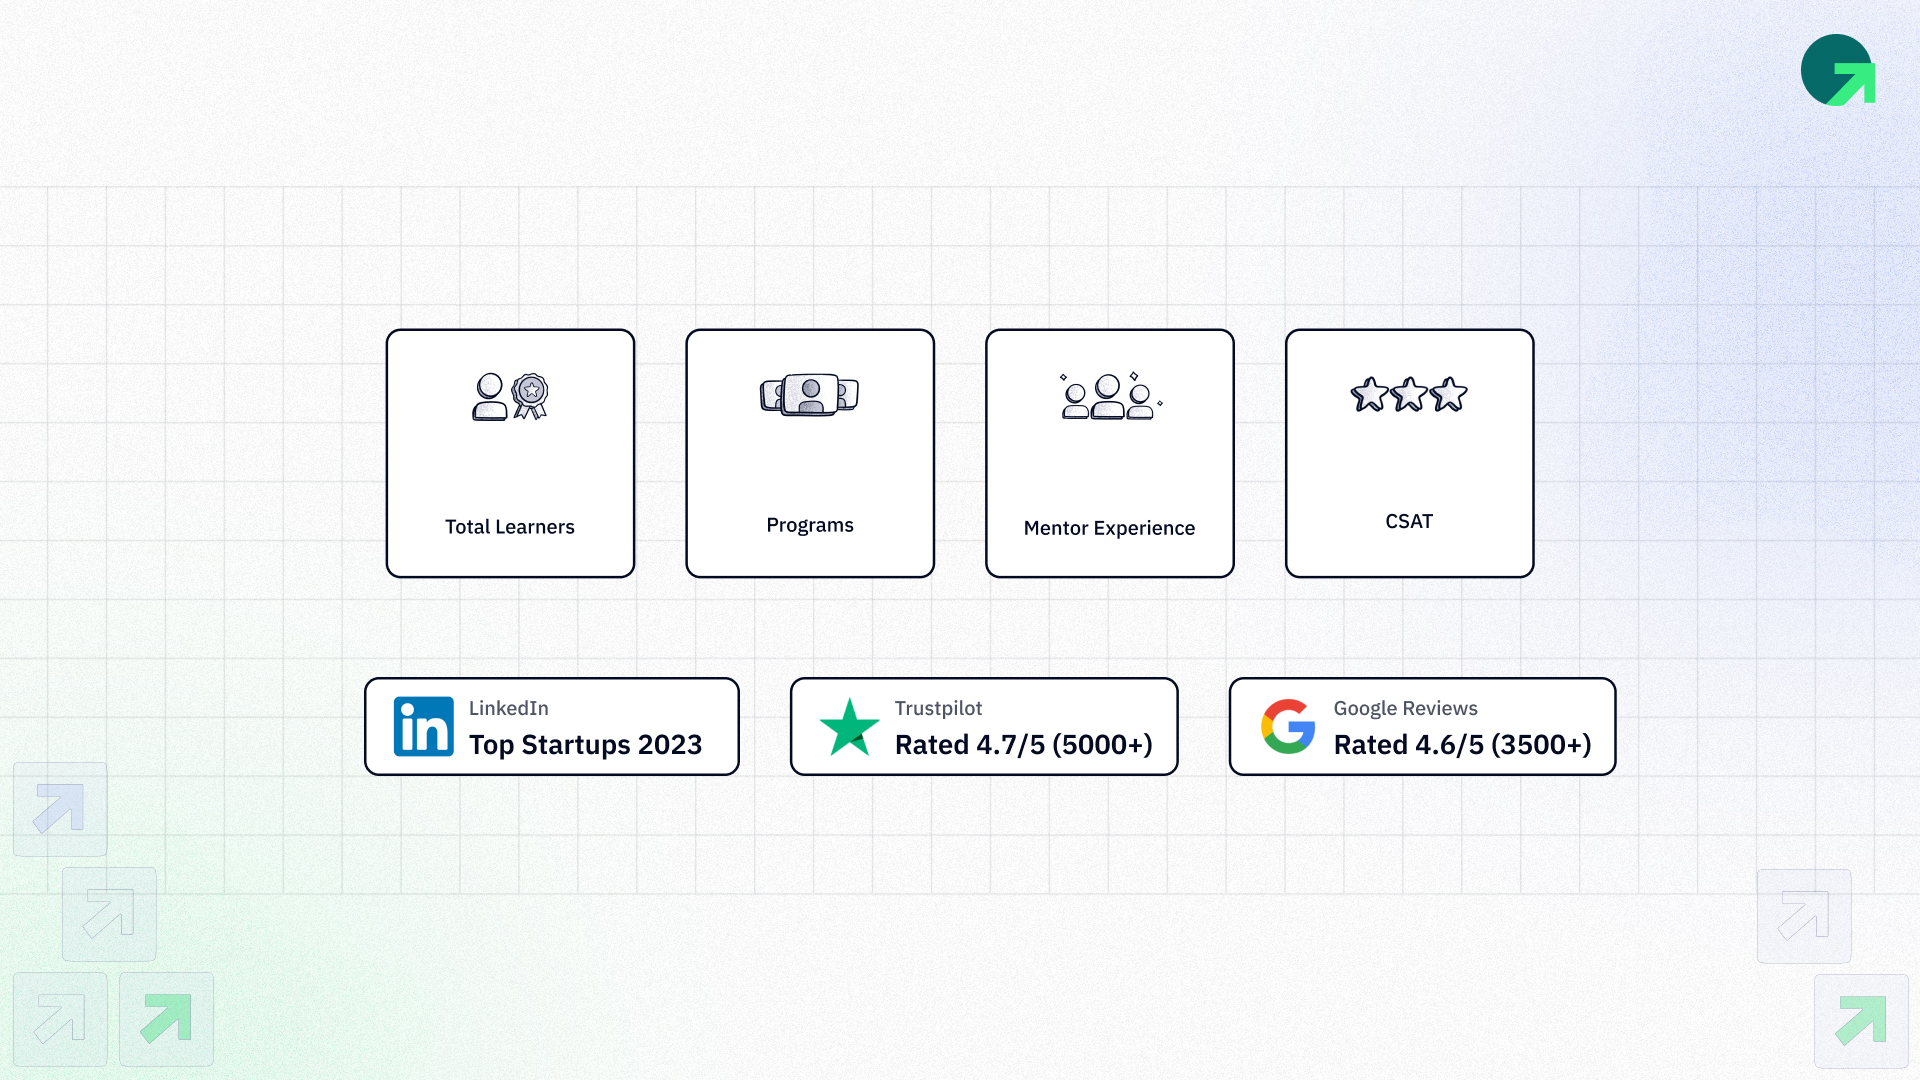 Total Learners
Programs
Mentor Experience
CSAT
LinkedIn
Top Startups 2023
Trustpilot
Rated 4.7/5 (5000+)
Google Reviews
Rated 4.6/5 (3500+)